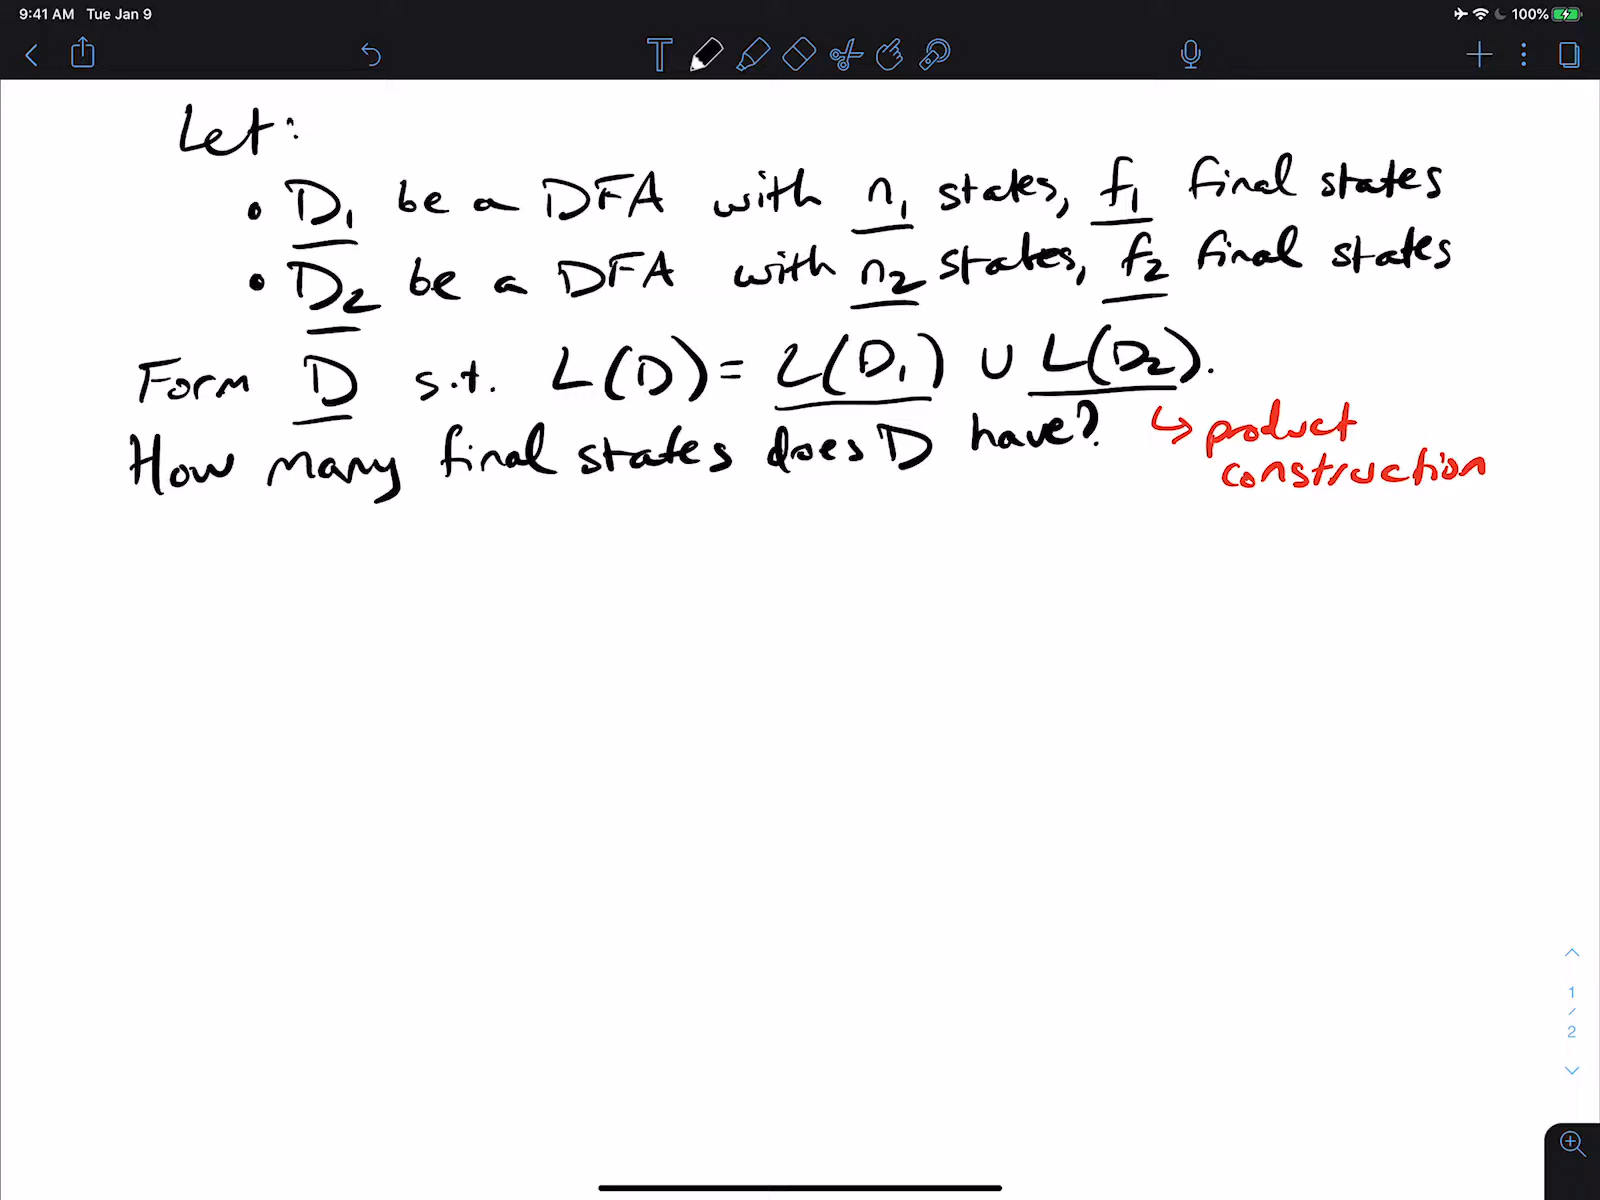 9:41 AM Tue Jan 9
100%
Let:
• D₁ be a DFA with n₁ states, f₁ final states
• D₂ be a DFA with n₂ states, f₂ final states
Form D s.t. L(D) = L(D₁) ∪ L(D₂).
How many final states does D have?
↳ product
construction
1
/
2